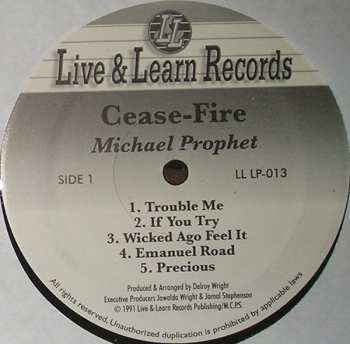 LL
Live & Learn Records
Cease-Fire
Michael Prophet
SIDE 1
LL LP-013
1. Trouble Me
2. If You Try
3. Wicked Ago Feel It
4. Emanuel Road
5. Precious
Produced & Arranged by Delroy Wright
Executive Producers Jawalda Wright & Jamal Stephenson
© 1991 Live & Learn Records Publishing/M.C.P.S.
All rights reserved. Unauthorized duplication is prohibited by applicable laws